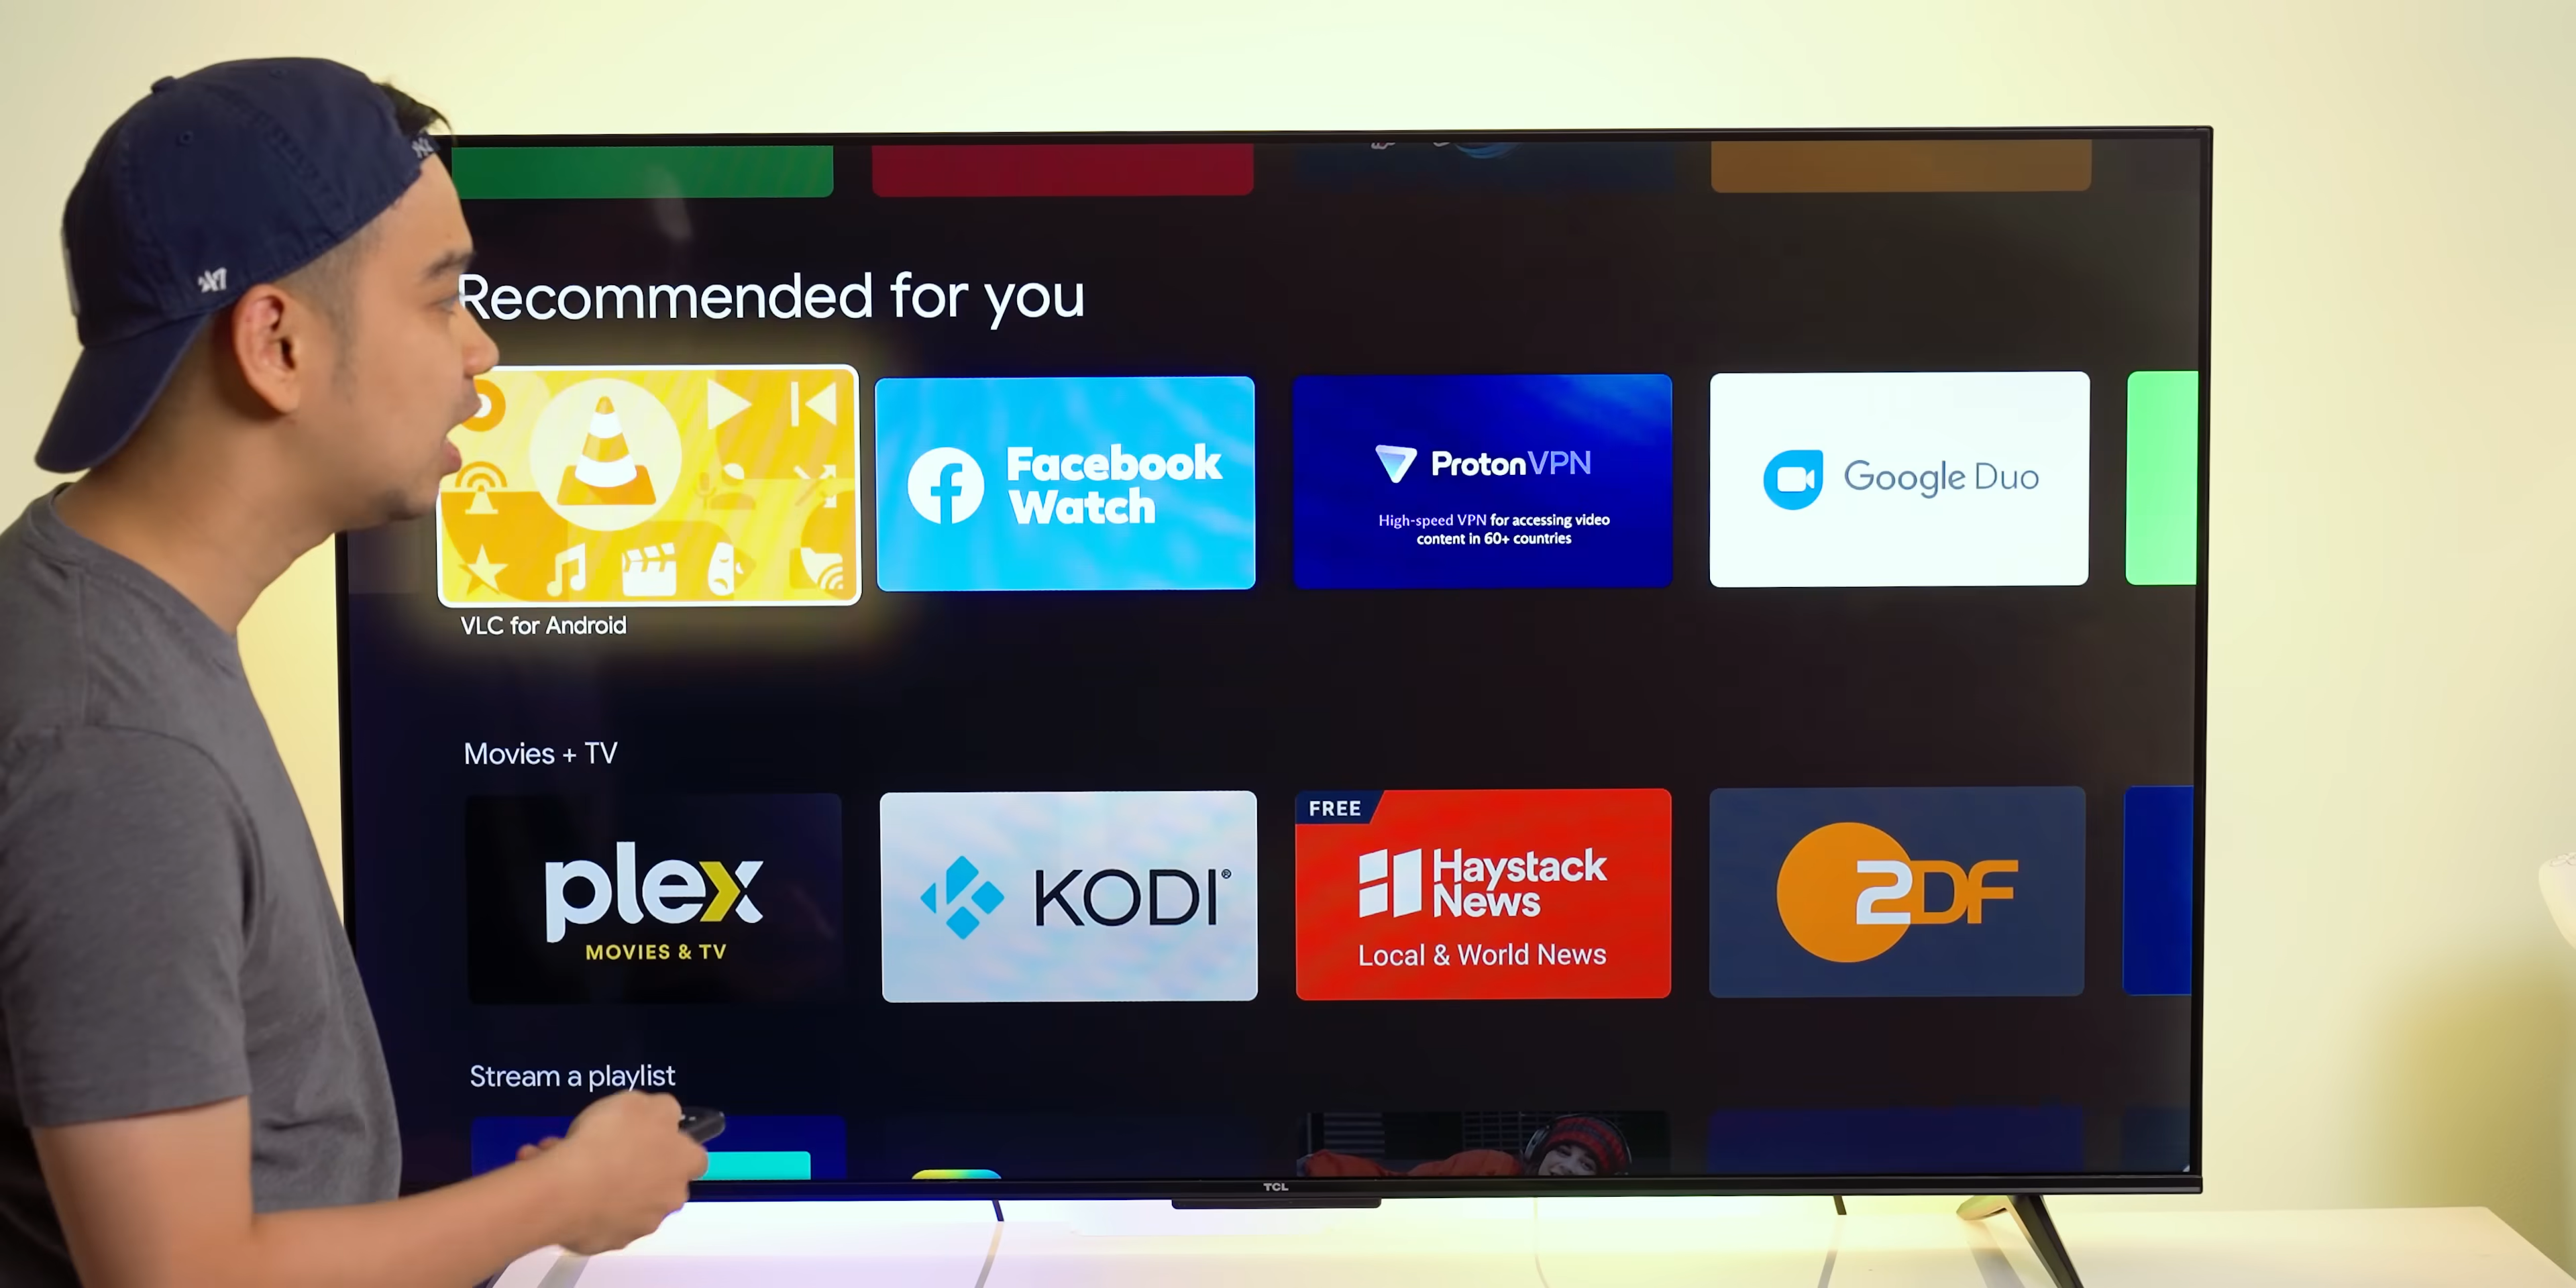 Recommended for you
Facebook
Watch
ProtonVPN
High-speed VPN for accessing video
content in 60+ countries
Google Duo
VLC for Android
Movies + TV
plex
MOVIES & TV
KODI®
FREE
Haystack
News
Local & World News
2DF
Stream a playlist
TCL
'47